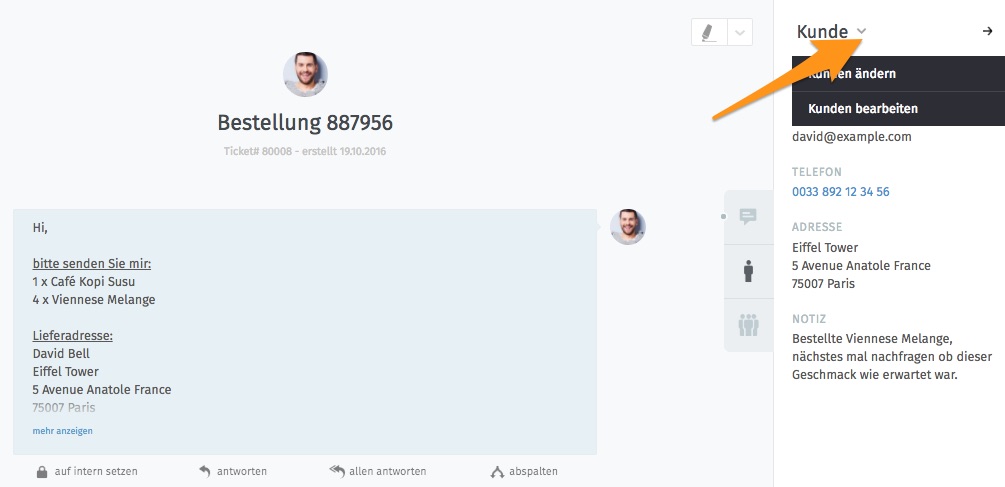 Bestellung 887956
Ticket# 80008 - erstellt 19.10.2016
Hi,
bitte senden Sie mir:
1 x Café Kopi Susu
4 x Viennese Melange
Lieferadresse:
David Bell
Eiffel Tower
5 Avenue Anatole France
75007 Paris
mehr anzeigen
auf intern setzen
antworten
allen antworten
abspalten
Kunde
Kunden ändern
Kunden bearbeiten
david@example.com
TELEFON
0033 892 12 34 56
ADRESSE
Eiffel Tower
5 Avenue Anatole France
75007 Paris
NOTIZ
Bestellte Viennese Melange,
nächstes mal nachfragen ob dieser
Geschmack wie erwartet war.